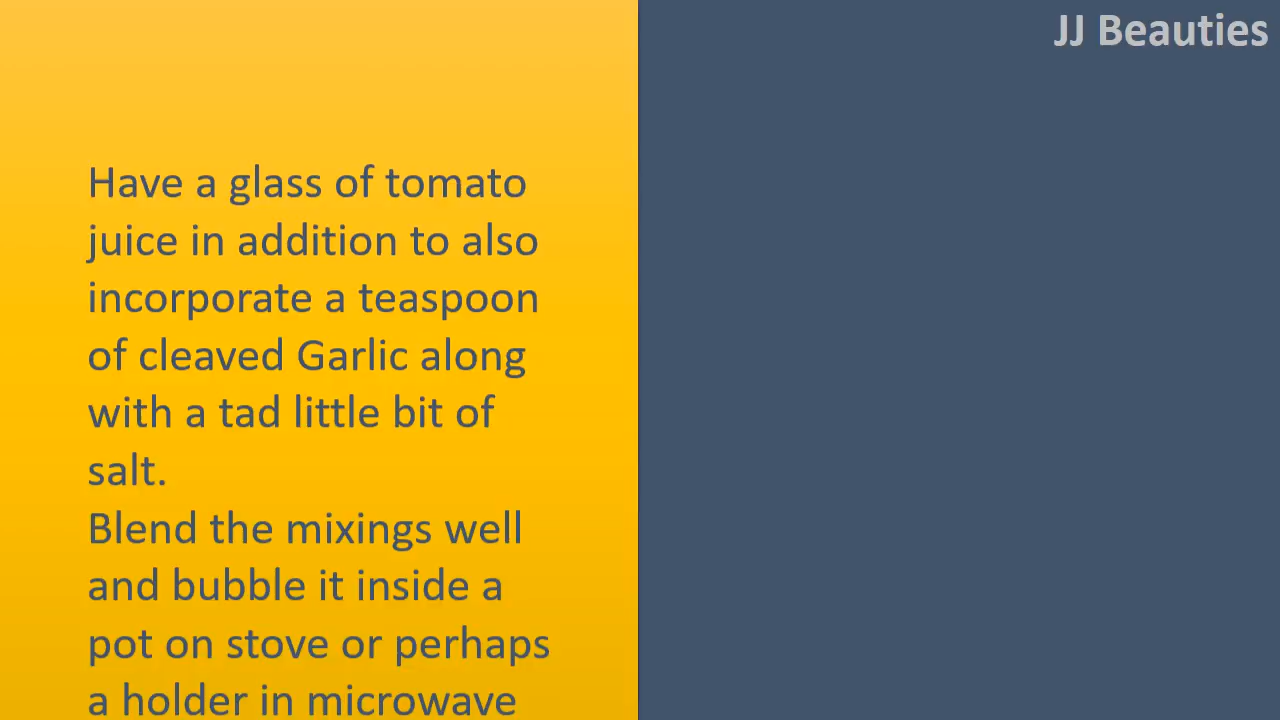 JJ Beauties
Have a glass of tomato
juice in addition to also
incorporate a teaspoon
of cleaved Garlic along
with a tad little bit of
salt.
Blend the mixings well
and bubble it inside a
pot on stove or perhaps
a holder in microwave